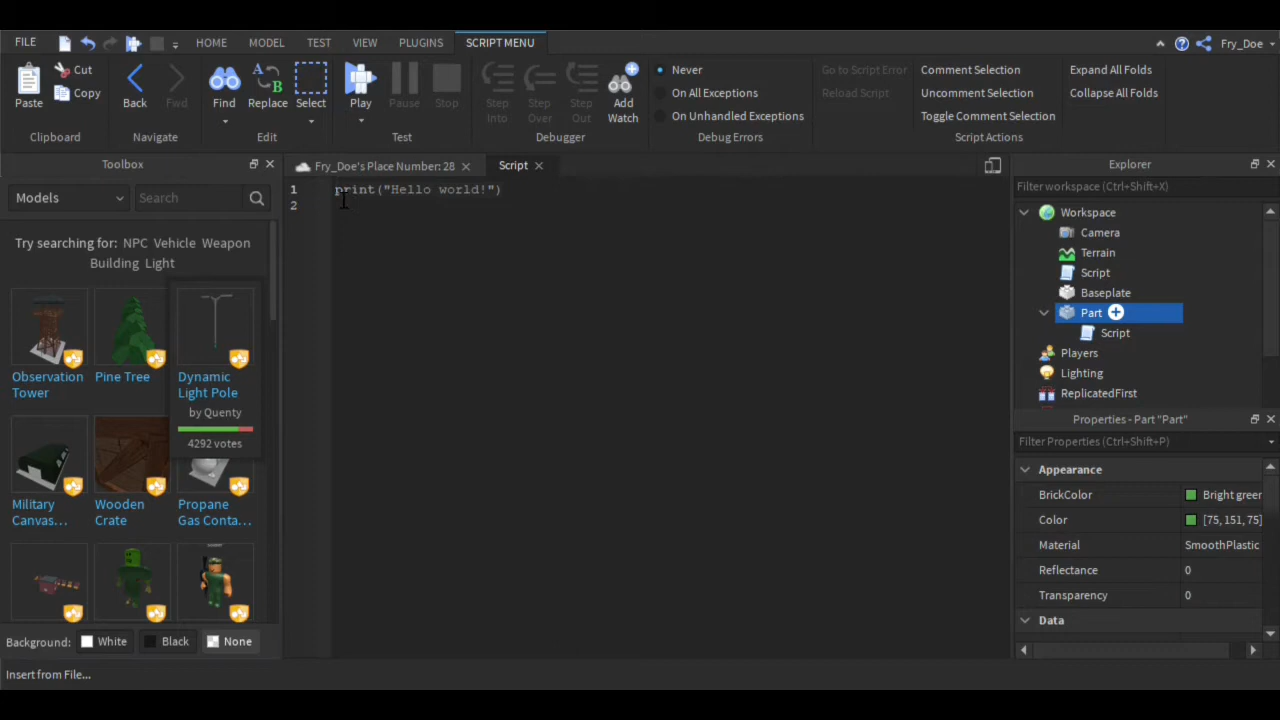 FILE HOME MODEL TEST VIEW PLUGINS SCRIPT MENU Fry_Doe
Paste Cut Copy Back Fwd Find Replace Select Play Pause Stop Step Into Step Over Step Out Add Watch
Never
On All Exceptions
On Unhandled Exceptions
Go to Script Error
Reload Script
Comment Selection
Uncomment Selection
Toggle Comment Selection
Expand All Folds
Collapse All Folds
Clipboard Navigate Edit Test Debugger Debug Errors Script Actions
Toolbox
Models Search
Try searching for: NPC Vehicle Weapon
Building Light
Observation Tower
Pine Tree
Dynamic Light Pole
by Quenty
4292 votes
Military Canvas...
Wooden Crate
Propane Gas Conta...
Background: White Black None
Insert from File...
Fry_Doe's Place Number: 28 Script
1 print("Hello world!")
2
Explorer
Filter workspace (Ctrl+Shift+X)
Workspace
Camera
Terrain
Script
Baseplate
Part
Script
Players
Lighting
ReplicatedFirst
Properties - Part "Part"
Filter Properties (Ctrl+Shift+P)
Appearance
BrickColor Bright green
Color [75, 151, 75]
Material SmoothPlastic
Reflectance 0
Transparency 0
Data